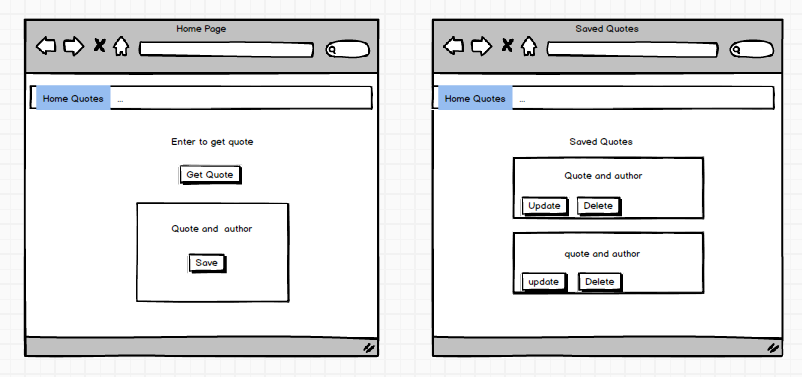 Home Page
Home Quotes ...
Enter to get quote
Get Quote
Quote and author
Save
Saved Quotes
Home Quotes ...
Saved Quotes
Quote and author
Update Delete
quote and author
update Delete